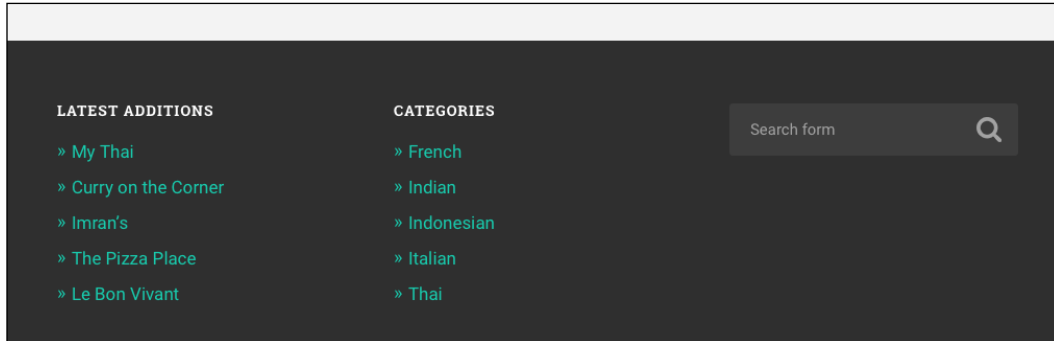 LATEST ADDITIONS
» My Thai
» Curry on the Corner
» Imran’s
» The Pizza Place
» Le Bon Vivant
CATEGORIES
» French
» Indian
» Indonesian
» Italian
» Thai
Search form